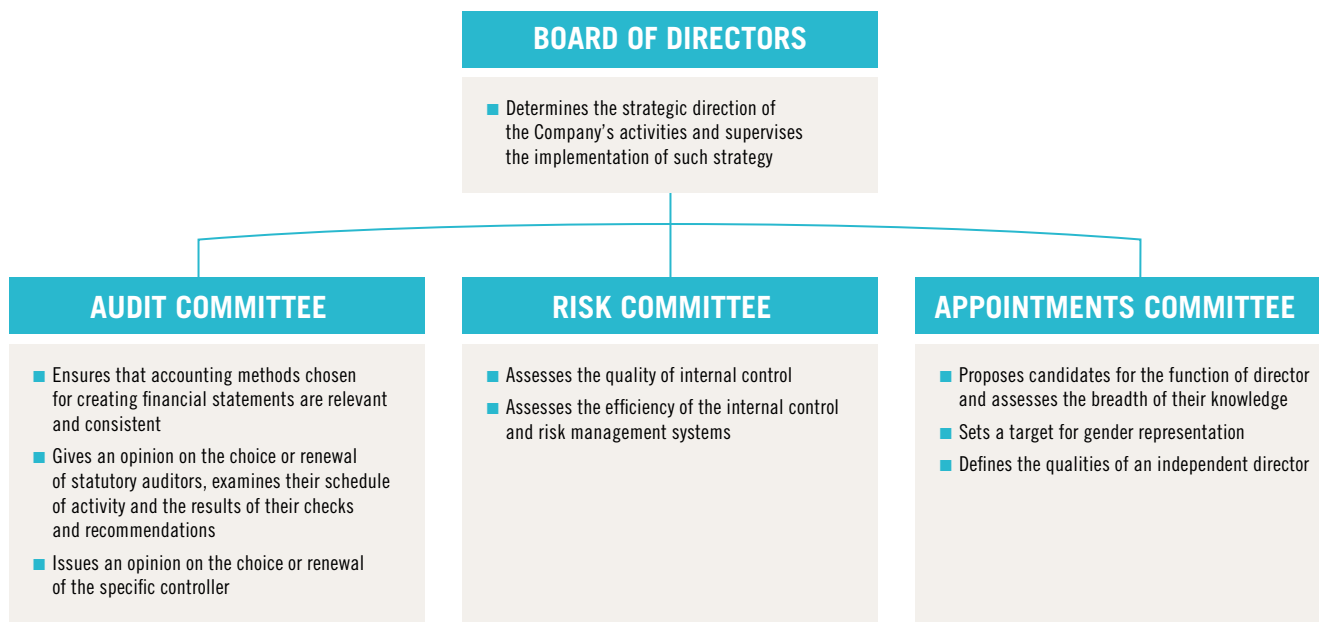 BOARD OF DIRECTORS
■ Determines the strategic direction of
the Company’s activities and supervises
the implementation of such strategy
AUDIT COMMITTEE
■ Ensures that accounting methods chosen
for creating financial statements are relevant
and consistent
■ Gives an opinion on the choice or renewal
of statutory auditors, examines their schedule
of activity and the results of their checks
and recommendations
■ Issues an opinion on the choice or renewal
of the specific controller
RISK COMMITTEE
■ Assesses the quality of internal control
■ Assesses the efficiency of the internal control
and risk management systems
APPOINTMENTS COMMITTEE
■ Proposes candidates for the function of director
and assesses the breadth of their knowledge
■ Sets a target for gender representation
■ Defines the qualities of an independent director